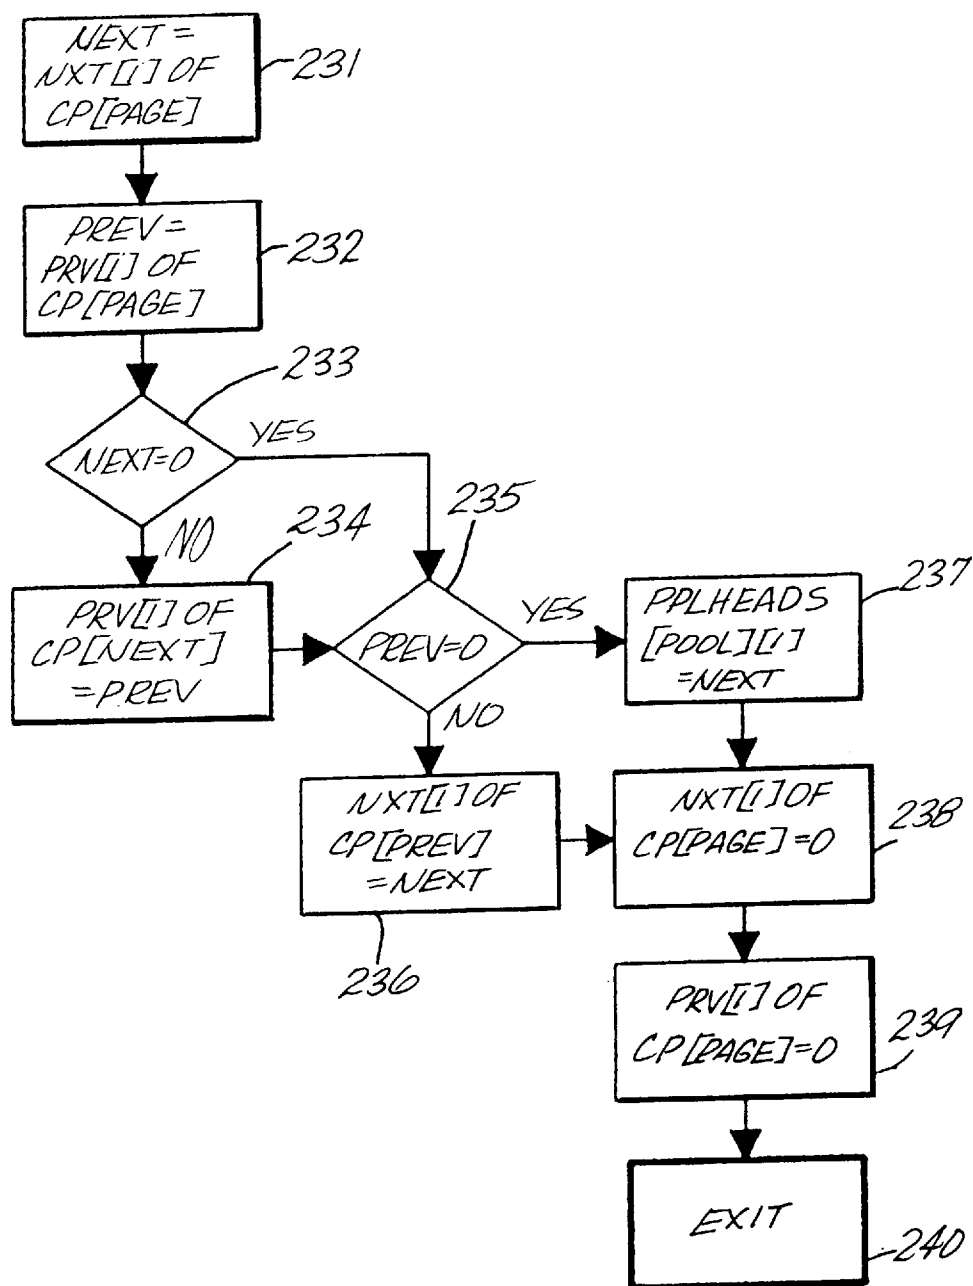 NEXT =
NXT[i] OF
CP[PAGE]
231
PREV =
PRV[i] OF
CP[PAGE]
232
233
NEXT=0
YES
NO
234
PRV[i] OF
CP[NEXT]
=PREV
235
PREV=0
YES
NO
237
PPLHEADS
[POOL][i]
=NEXT
NXT[i] OF
CP[PREV]
=NEXT
236
NXT[i] OF
CP[PAGE]=0
238
PRV[i] OF
CP[PAGE]=0
239
EXIT
240